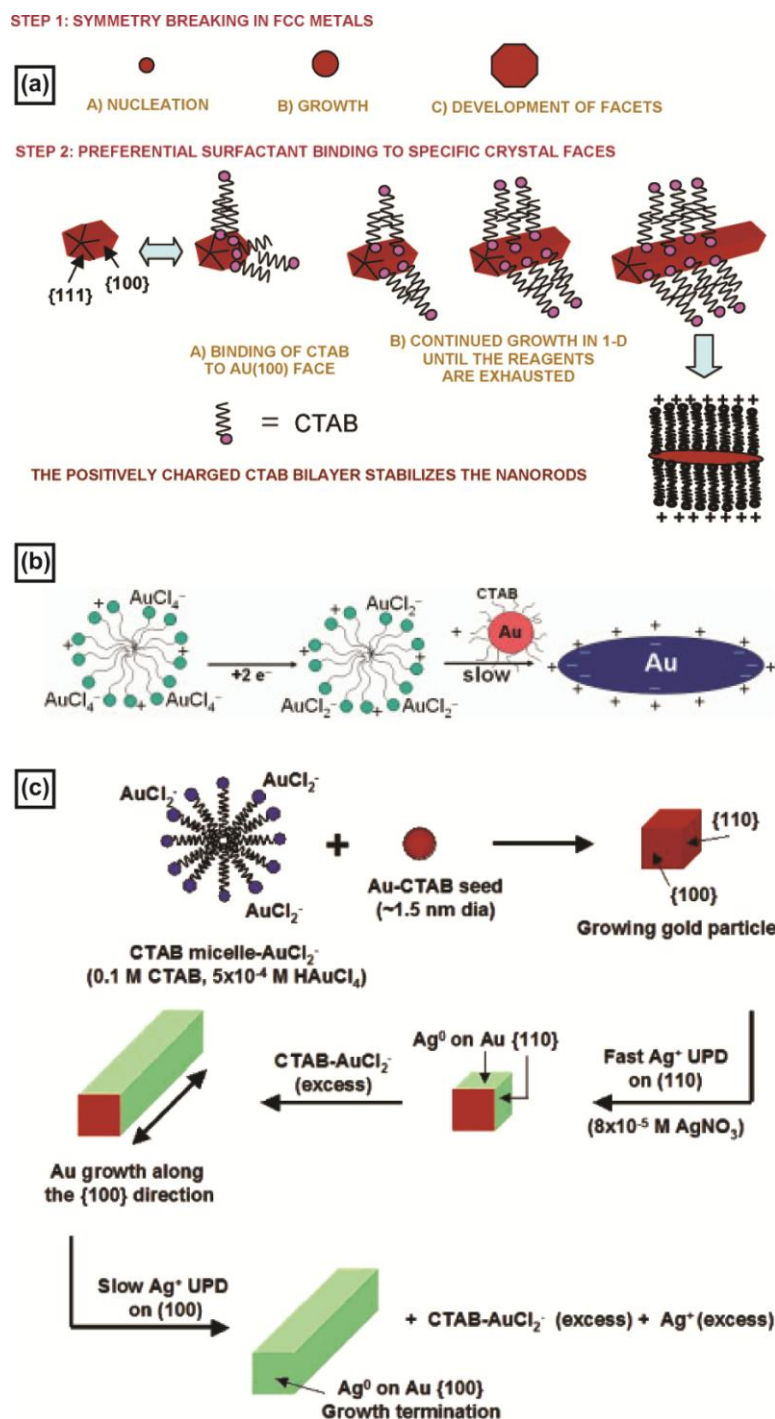 STEP 1: SYMMETRY BREAKING IN FCC METALS
(a)
A) NUCLEATION
B) GROWTH
C) DEVELOPMENT OF FACETS
STEP 2: PREFERENTIAL SURFACTANT BINDING TO SPECIFIC CRYSTAL FACES
{111}
{100}
A) BINDING OF CTAB
TO AU(100) FACE
B) CONTINUED GROWTH IN 1-D
UNTIL THE REAGENTS
ARE EXHAUSTED
= CTAB
THE POSITIVELY CHARGED CTAB BILAYER STABILIZES THE NANORODS
+ + + + + + +
+ + + + + + +
(b)
AuCl₄⁻
AuCl₄⁻
AuCl₄⁻
+2 e⁻
AuCl₂⁻
AuCl₂⁻
AuCl₂⁻
CTAB
+
Au
slow
Au
(c)
AuCl₂⁻
AuCl₂⁻
AuCl₂⁻
CTAB micelle-AuCl₂⁻
(0.1 M CTAB, 5x10⁻⁴ M HAuCl₄)
+
Au-CTAB seed
(~1.5 nm dia)
{110}
{100}
Growing gold particle
Fast Ag⁺ UPD
on (110)
(8x10⁻⁵ M AgNO₃)
Ag⁰ on Au {110}
CTAB-AuCl₂⁻
(excess)
Au growth along
the {100} direction
Slow Ag⁺ UPD
on (100)
+ CTAB-AuCl₂⁻ (excess) + Ag⁺ (excess)
Ag⁰ on Au {100}
Growth termination